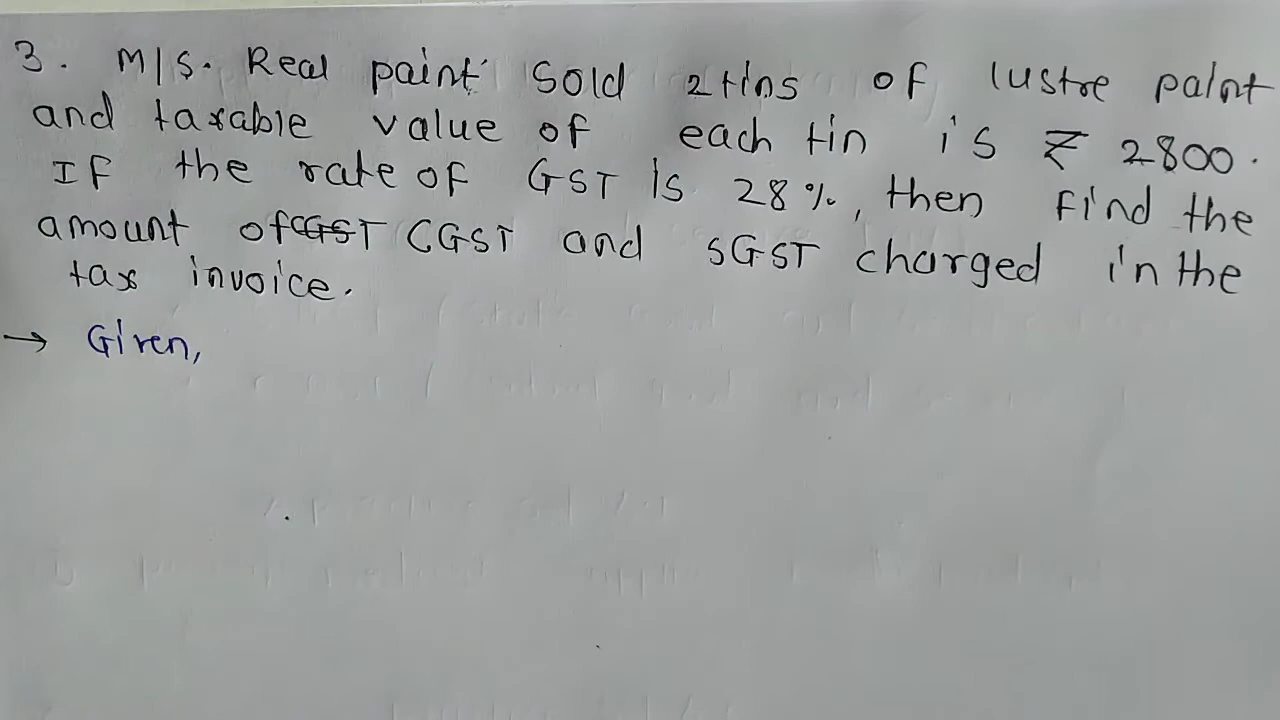 3. M/S. Real paint sold 2 tins of lustre paint
and taxable value of each tin is ₹ 2800.
If the rate of GST is 28%, then find the
amount of CGST CGST and SGST charged in the
tax invoice.
→ Given,